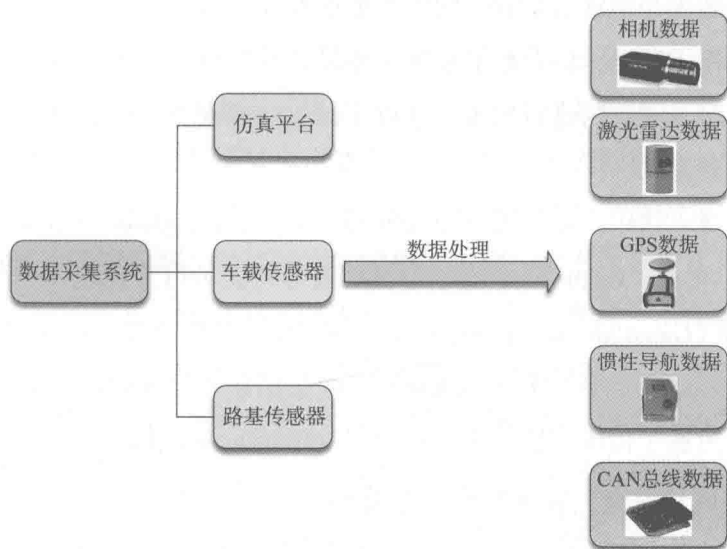 数据采集系统
仿真平台
车载传感器
路基传感器
数据处理
相机数据
激光雷达数据
GPS数据
惯性导航数据
CAN总线数据